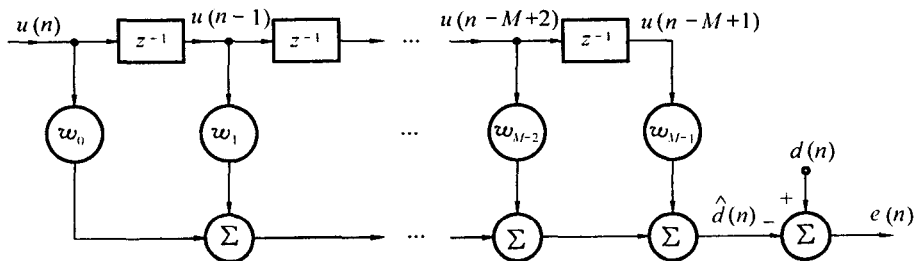 u(n) u(n-1) ... u(n-M+2) u(n-M+1)
z⁻¹ z⁻¹ z⁻¹
w₀ w₁ ... w_{M-2} w_{M-1}
d(n)
+
d̂(n) − e(n)
Σ ... Σ Σ Σ